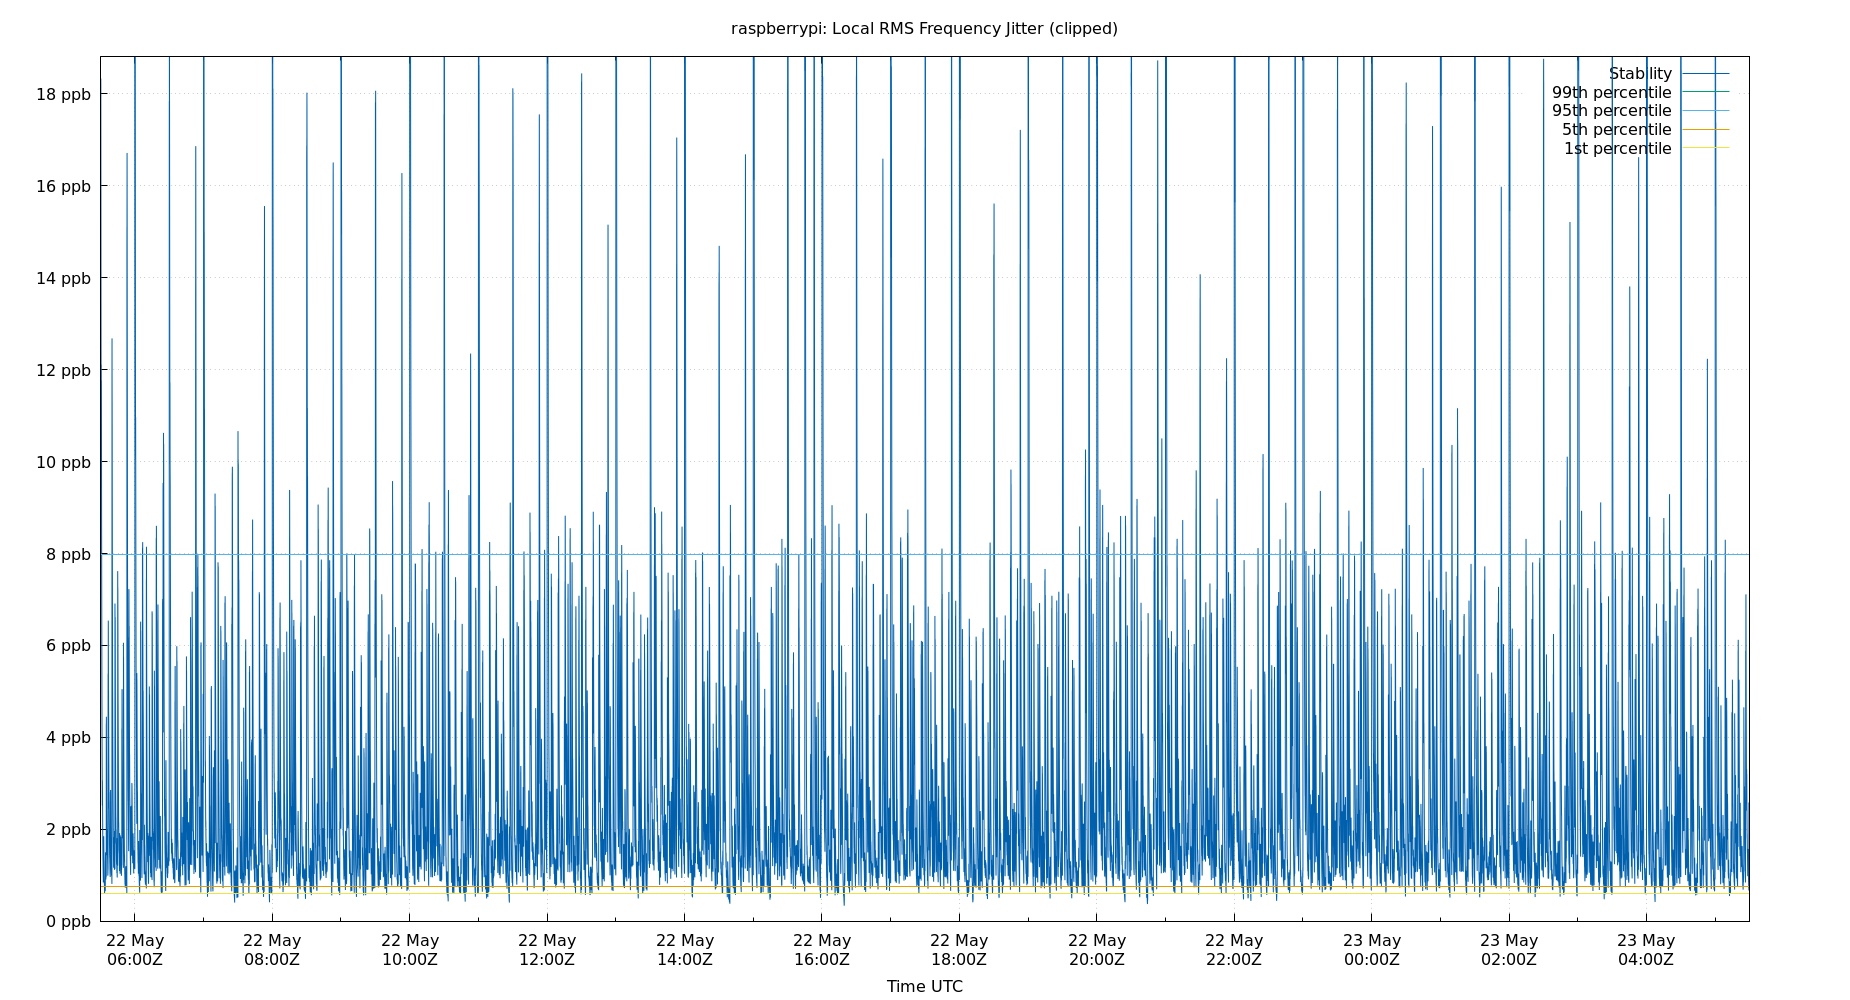 raspberrypi: Local RMS Frequency Jitter (clipped)
Stability
99th percentile
95th percentile
5th percentile
1st percentile
18 ppb
16 ppb
14 ppb
12 ppb
10 ppb
8 ppb
6 ppb
4 ppb
2 ppb
0 ppb
22 May 22 May 22 May 22 May 22 May 22 May 22 May 22 May 22 May 23 May 23 May 23 May
06:00Z 08:00Z 10:00Z 12:00Z 14:00Z 16:00Z 18:00Z 20:00Z 22:00Z 00:00Z 02:00Z 04:00Z
Time UTC